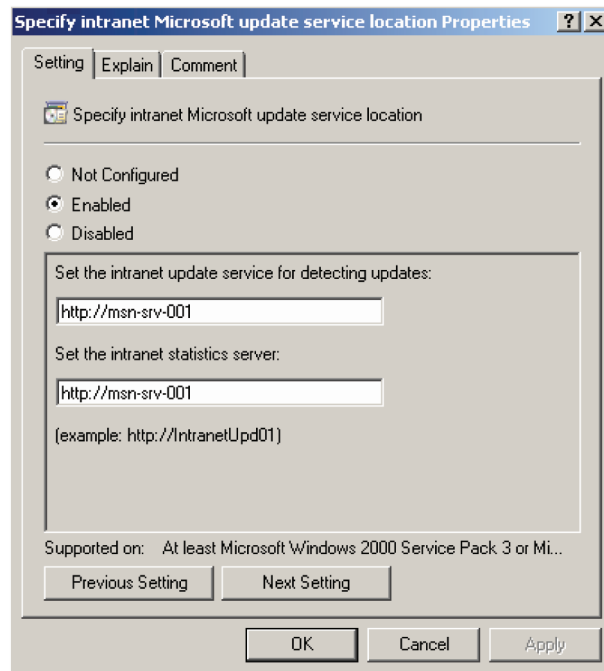 Specify intranet Microsoft update service location Properties
Setting Explain Comment
Specify intranet Microsoft update service location
Not Configured
Enabled
Disabled
Set the intranet update service for detecting updates:
http://msn-srv-001
Set the intranet statistics server:
http://msn-srv-001
(example: http://IntranetUpd01)
Supported on: At least Microsoft Windows 2000 Service Pack 3 or Mi...
Previous Setting Next Setting
OK Cancel Apply